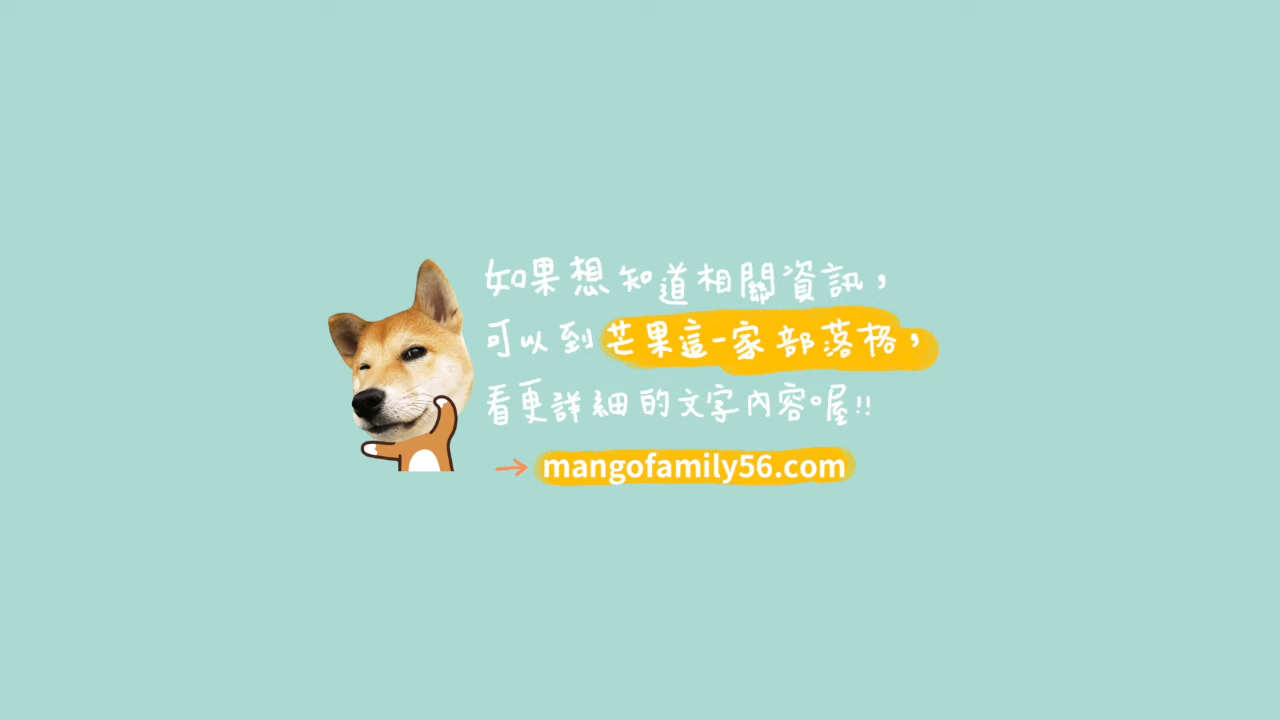 如果想知道相關資訊，
可以到芒果這一家部落格，
看更詳細的文字內容喔!!
→ mangofamily56.com